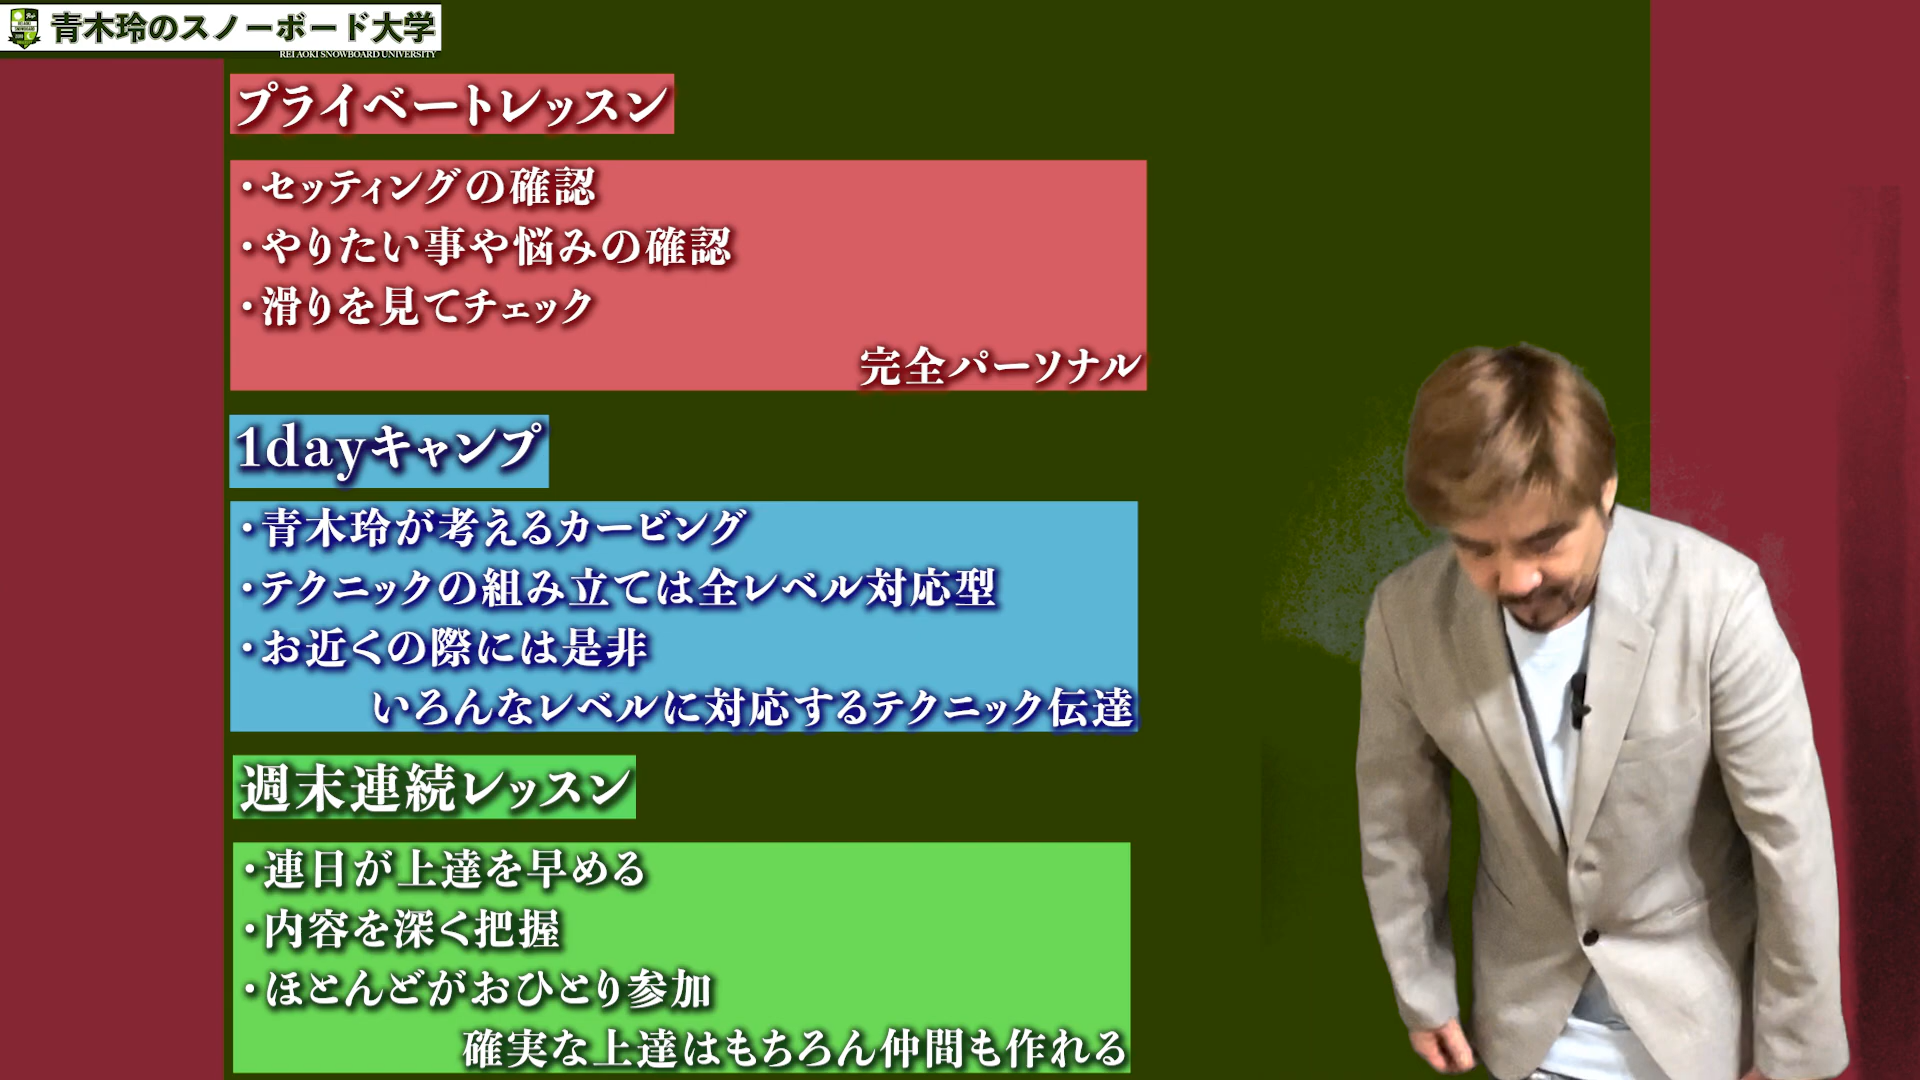 青木玲のスノーボード大学
REI AOKI SNOWBOARD UNIVERSITY
プライベートレッスン
・セッティングの確認
・やりたい事や悩みの確認
・滑りを見てチェック
完全パーソナル
1dayキャンプ
・青木玲が考えるカービング
・テクニックの組み立ては全レベル対応型
・お近くの際には是非
いろんなレベルに対応するテクニック伝達
週末連続レッスン
・連日が上達を早める
・内容を深く把握
・ほとんどがおひとり参加
確実な上達はもちろん仲間も作れる